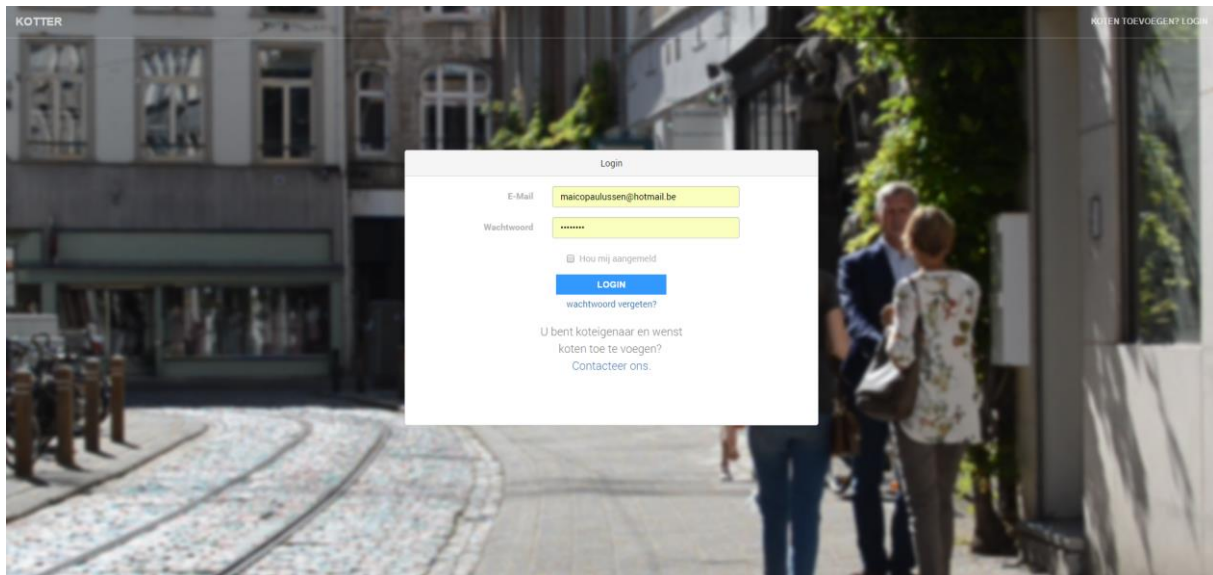 KOTTER
KOTEN TOEVOEGEN? LOGIN
Login
E-Mail
maicopaulussen@hotmail.be
Wachtwoord
••••••••
Hou mij aangemeld
LOGIN
wachtwoord vergeten?
U bent koteigenaar en wenst
koten toe te voegen?
Contacteer ons.